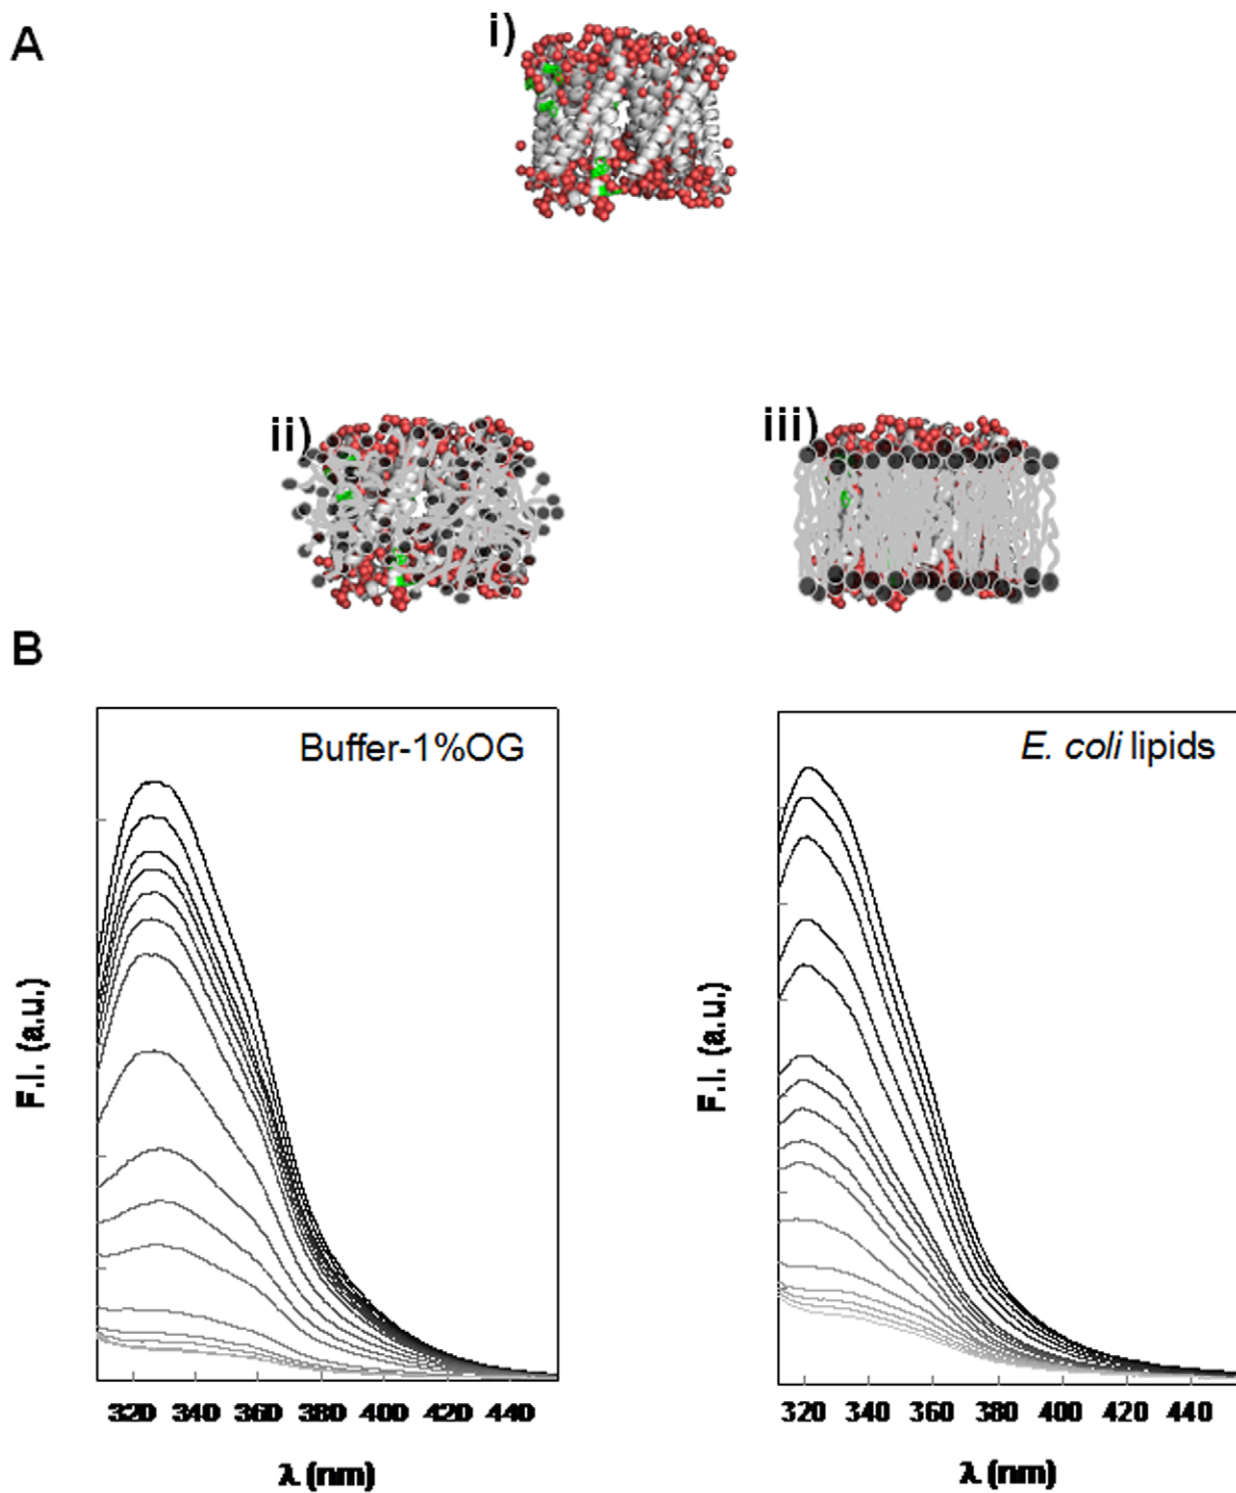 A
i)
ii)
iii)
B
Buffer-1%OG
E. coli lipids
F.I. (a.u.)
F.I. (a.u.)
320 340 360 380 400 420 440
320 340 360 380 400 420 440
λ (nm)
λ (nm)